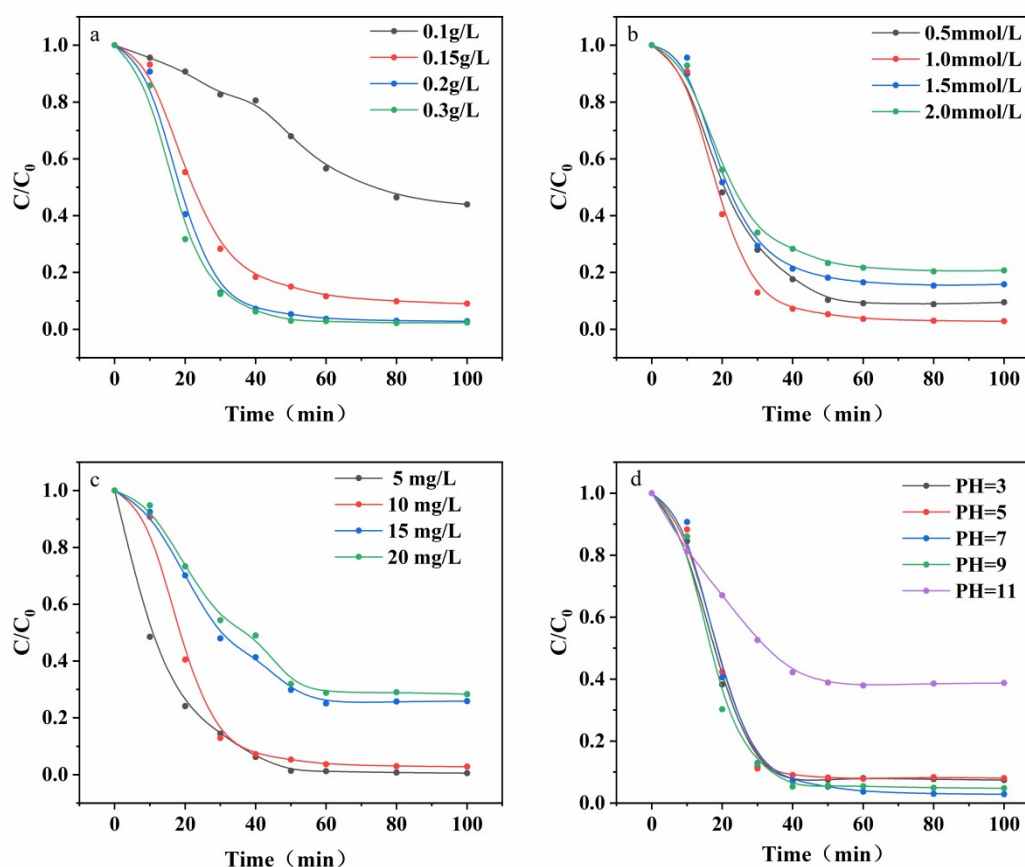 a
0.1g/L
0.15g/L
0.2g/L
0.3g/L
C/C0
1.0
0.8
0.6
0.4
0.2
0.0
0 20 40 60 80 100
Time（min）
b
0.5mmol/L
1.0mmol/L
1.5mmol/L
2.0mmol/L
C/C0
1.0
0.8
0.6
0.4
0.2
0.0
0 20 40 60 80 100
Time（min）
c
5 mg/L
10 mg/L
15 mg/L
20 mg/L
C/C0
1.0
0.8
0.6
0.4
0.2
0.0
0 20 40 60 80 100
Time（min）
d
PH=3
PH=5
PH=7
PH=9
PH=11
C/C0
1.0
0.8
0.6
0.4
0.2
0.0
0 20 40 60 80 100
Time（min）